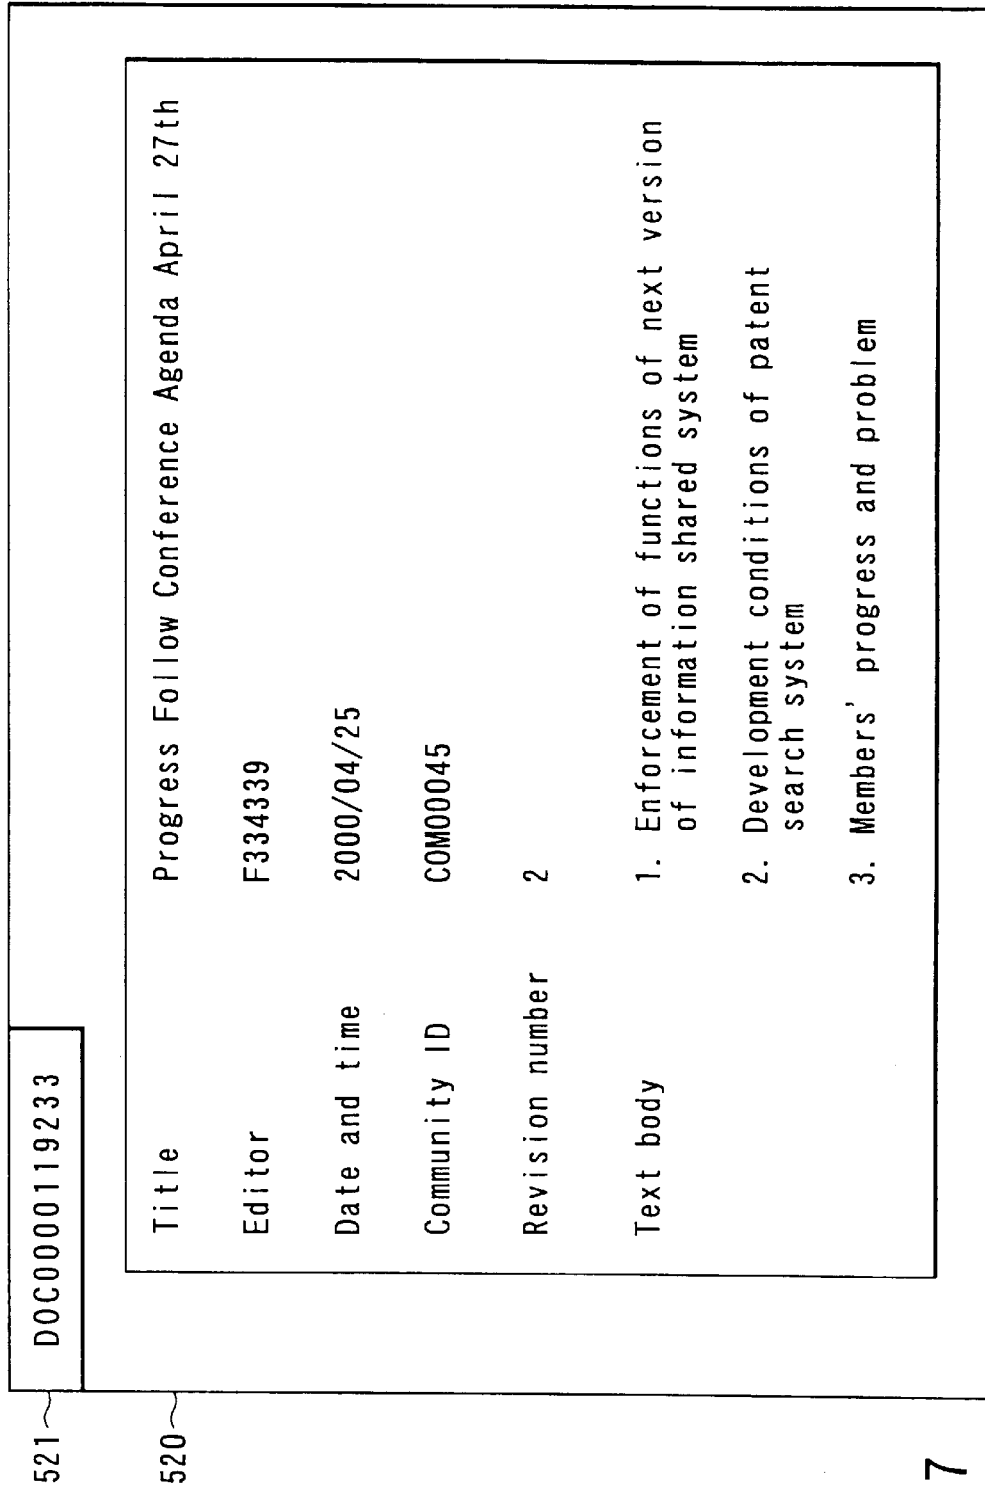 521
DOC0000119233
520
Title Progress Follow Conference Agenda April 27th
Editor F334339
Date and time 2000/04/25
Community ID COM00045
Revision number 2
Text body 1. Enforcement of functions of next version
of information shared system
2. Development conditions of patent
search system
3. Members' progress and problem
7